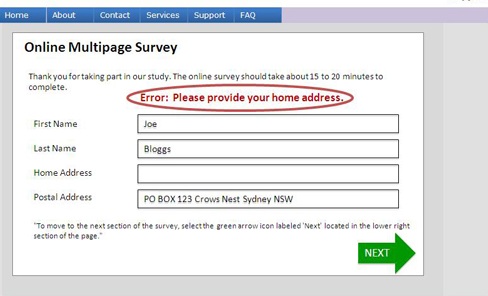 Home About Contact Services Support FAQ
Online Multipage Survey
Thank you for taking part in our study. The online survey should take about 15 to 20 minutes to
complete.
Error: Please provide your home address.
First Name Joe
Last Name Bloggs
Home Address
Postal Address PO BOX 123 Crows Nest Sydney NSW
"To move to the next section of the survey, select the green arrow icon labeled 'Next' located in the lower right
section of the page."
NEXT